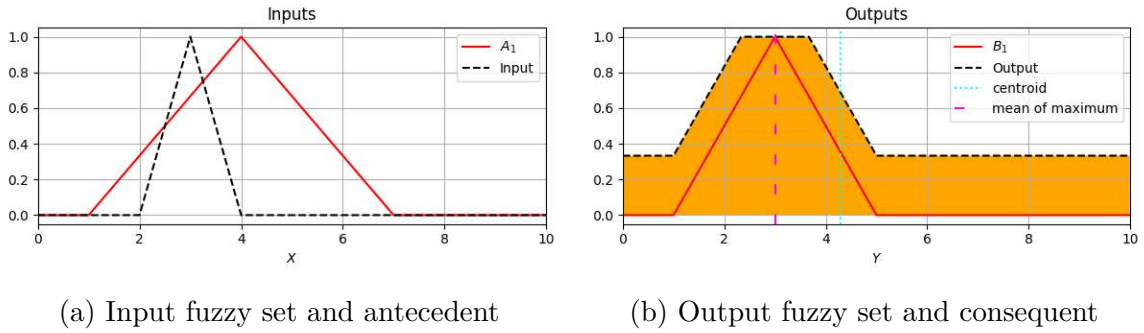 Inputs
1.0
0.8
0.6
0.4
0.2
0.0
A₁
Input
0 2 4 6 8 10
X
(a) Input fuzzy set and antecedent
Outputs
1.0
0.8
0.6
0.4
0.2
0.0
B₁
Output
centroid
mean of maximum
0 2 4 6 8 10
Y
(b) Output fuzzy set and consequent